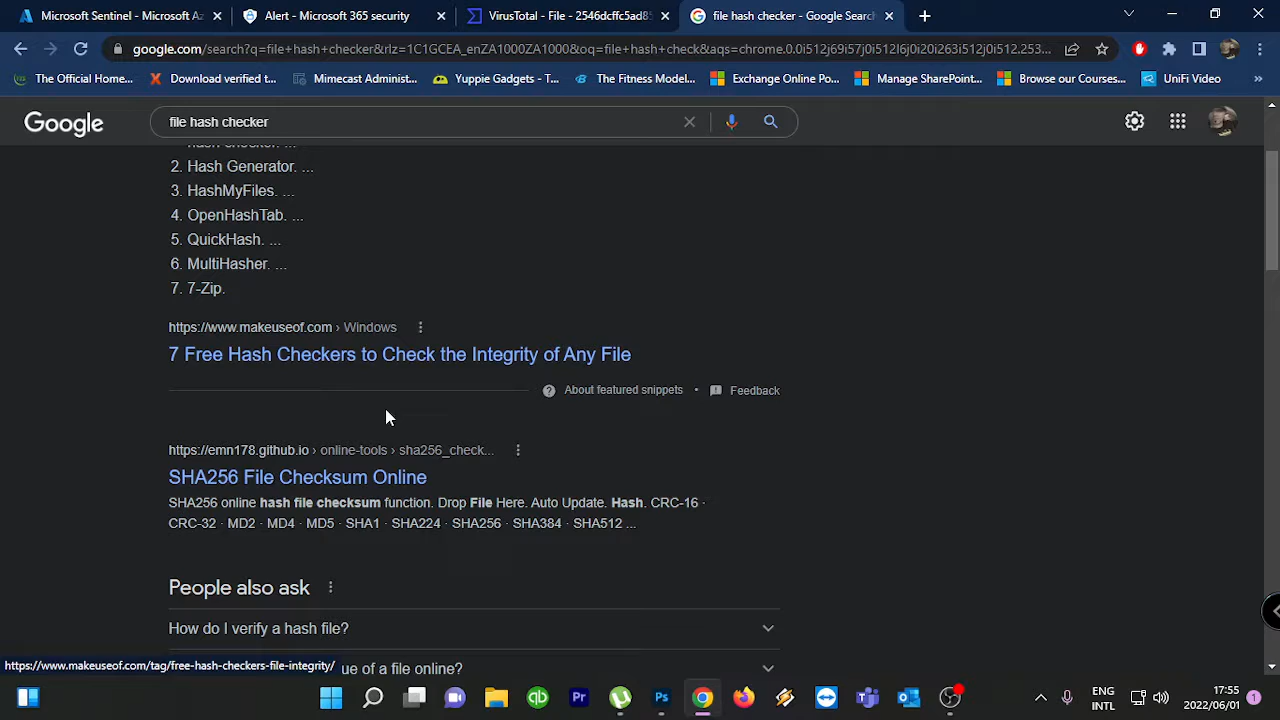 Microsoft Sentinel - Microsoft Az
Alert - Microsoft 365 security
VirusTotal - File - 2546dcffc5ad85
file hash checker - Google Search
google.com/search?q=file+hash+checker&rlz=1C1GCEA_enZA1000ZA1000&oq=file+hash+check&aqs=chrome.0.0i512j69i57j0i512l6j0i20i263i512j0i512.253...
The Official Home...
Download verified t...
Mimecast Administ...
Yuppie Gadgets - T...
The Fitness Model...
Exchange Online Po...
Manage SharePoint...
Browse our Courses...
UniFi Video
Google
file hash checker
2. Hash Generator. ...
3. HashMyFiles. ...
4. OpenHashTab. ...
5. QuickHash. ...
6. MultiHasher. ...
7. 7-Zip.
https://www.makeuseof.com › Windows
7 Free Hash Checkers to Check the Integrity of Any File
About featured snippets • Feedback
https://emn178.github.io › online-tools › sha256_check...
SHA256 File Checksum Online
SHA256 online hash file checksum function. Drop File Here. Auto Update. Hash. CRC-16 ·
CRC-32 · MD2 · MD4 · MD5 · SHA1 · SHA224 · SHA256 · SHA384 · SHA512 ...
People also ask
How do I verify a hash file?
https://www.makeuseof.com/tag/free-hash-checkers-file-integrity/
ue of a file online?
ENG
INTL
17:55
2022/06/01
1